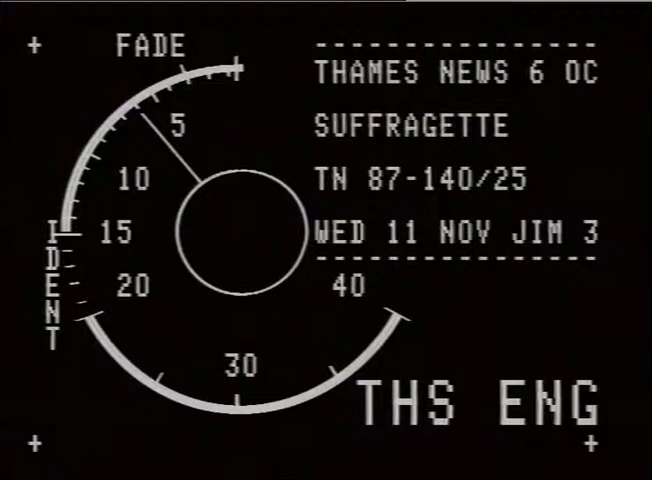 FADE
THAMES NEWS 6 OC
SUFFRAGETTE
TN 87-140/25
WED 11 NOV JIM 3
5
10
15
20
30
40
IDENT
THS ENG